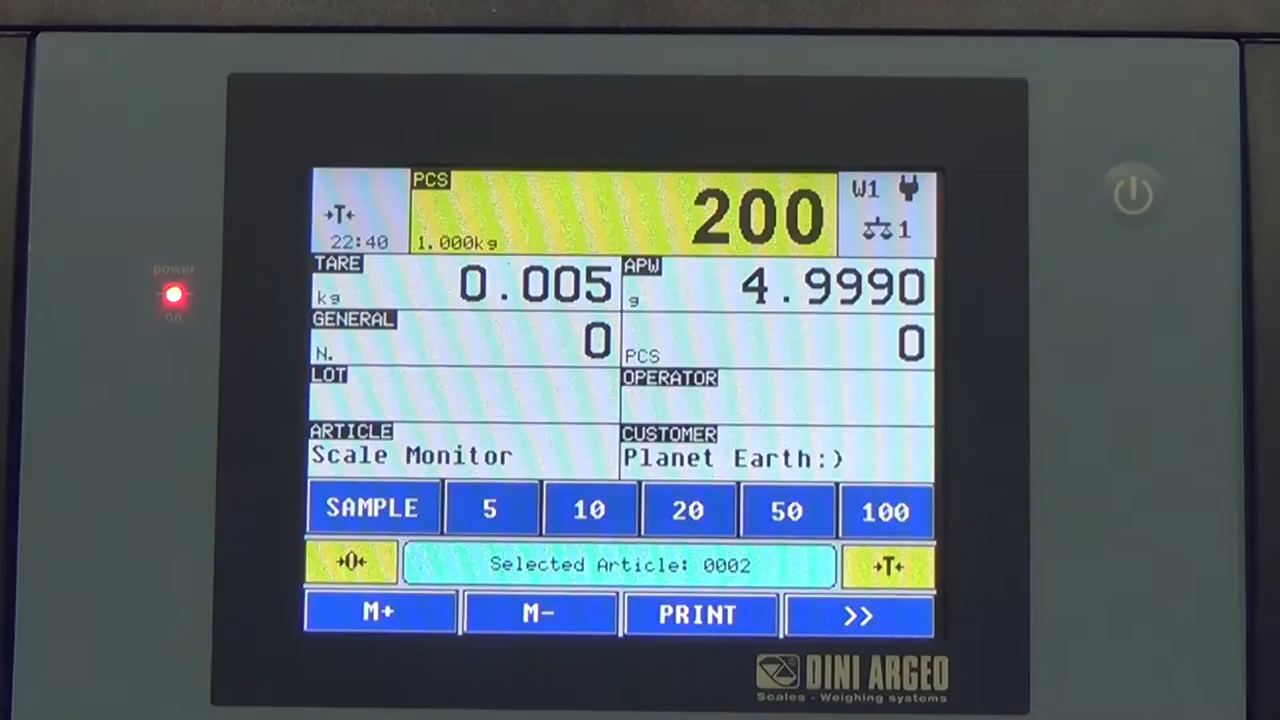 PCS
200
W1
→T←
22:40
1.000kg
1
TARE
kg
0.005
APW
g
4.9990
GENERAL
N.
0
PCS
0
LOT
OPERATOR
ARTICLE
Scale Monitor
CUSTOMER
Planet Earth:)
SAMPLE
5
10
20
50
100
→0←
Selected Article: 0002
→T←
M+
M-
PRINT
>>
power
on
DINI ARGEO
Scales - Weighing systems